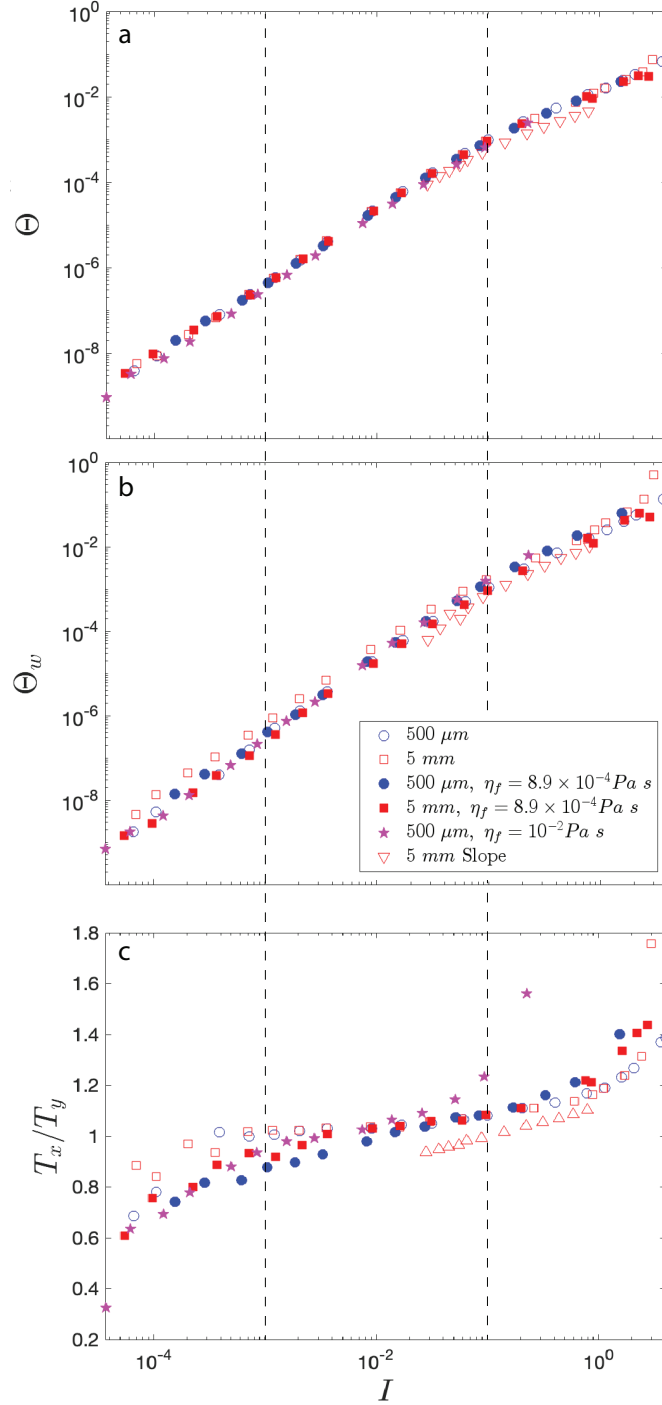 a
10^0
10^-2
10^-4
10^-6
10^-8
Θ
b
10^0
10^-2
10^-4
10^-6
10^-8
Θ_w
500 μm
5 mm
500 μm, η_f = 8.9 × 10^-4 Pa s
5 mm, η_f = 8.9 × 10^-4 Pa s
500 μm, η_f = 10^-2 Pa s
5 mm Slope
c
1.8
1.6
1.4
1.2
1
0.8
0.6
0.4
0.2
T_x/T_y
10^-4
10^-2
10^0
I